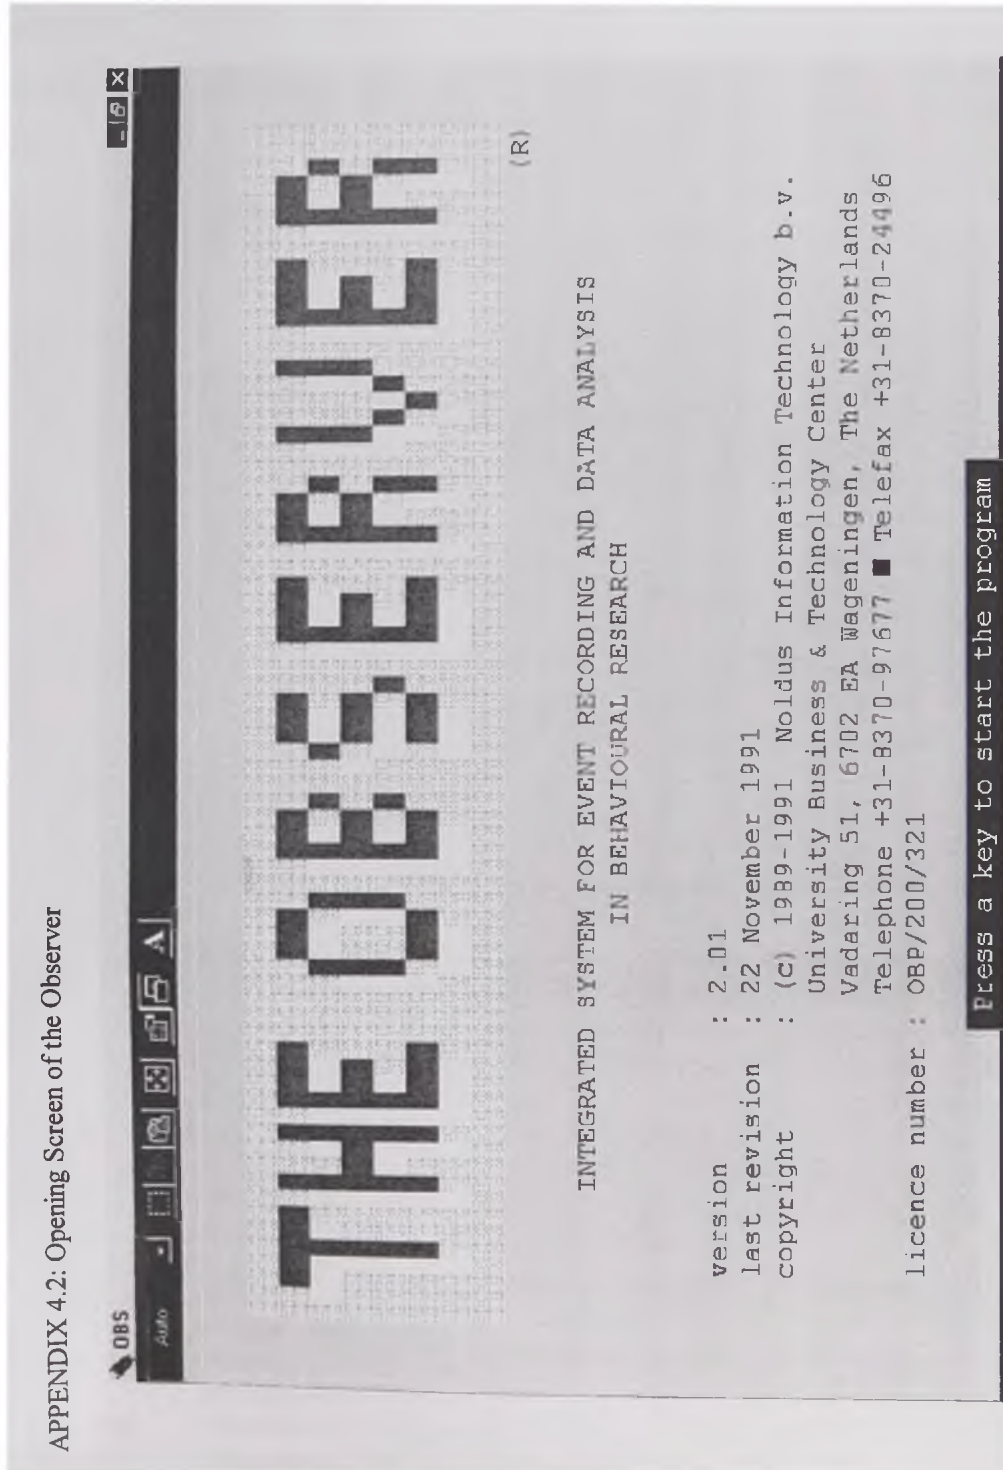 APPENDIX 4.2: Opening Screen of the Observer
OBS
Auto
A
THE OBSERVER
(R)
INTEGRATED SYSTEM FOR EVENT RECORDING AND DATA ANALYSIS
IN BEHAVIOURAL RESEARCH
version : 2.01
last revision : 22 November 1991
copyright : (c) 1989-1991 Noldus Information Technology b.v.
University Business & Technology Center
Vadaring 51, 6702 EA Wageningen, The Netherlands
Telephone +31-8370-97677 ■ Telefax +31-8370-24496
licence number : OBP/200/321
Press a key to start the program